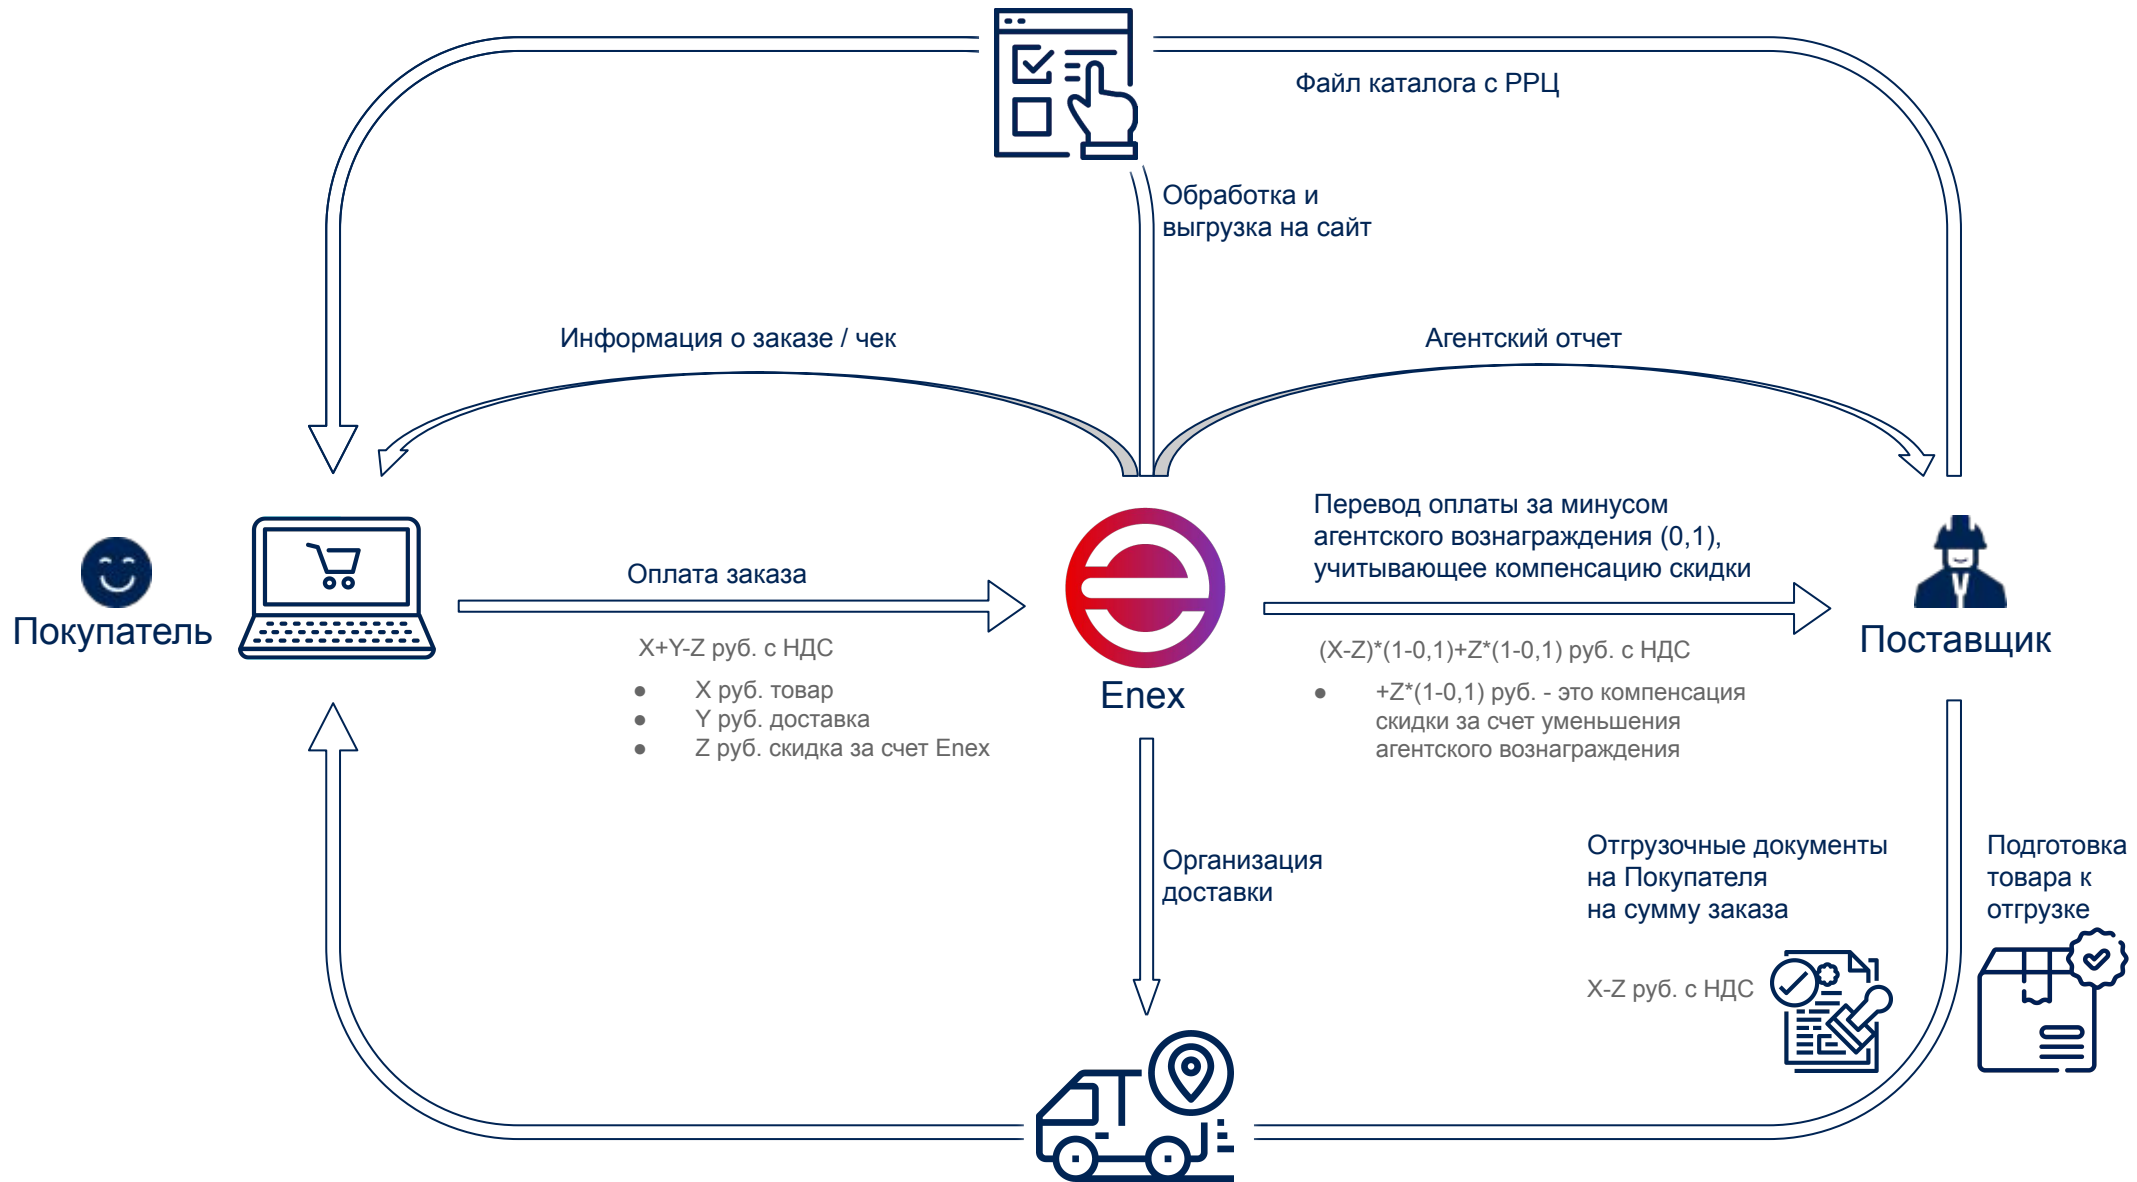 Файл каталога с РРЦ
Обработка и
выгрузка на сайт
Информация о заказе / чек
Агентский отчет
Покупатель
Оплата заказа
X+Y-Z руб. с НДС
● X руб. товар
● Y руб. доставка
● Z руб. скидка за счет Enex
Enex
Перевод оплаты за минусом
агентского вознаграждения (0,1),
учитывающее компенсацию скидки
(X-Z)*(1-0,1)+Z*(1-0,1) руб. с НДС
● +Z*(1-0,1) руб. - это компенсация
скидки за счет уменьшения
агентского вознаграждения
Поставщик
Организация
доставки
Отгрузочные документы
на Покупателя
на сумму заказа
X-Z руб. с НДС
Подготовка
товара к
отгрузке